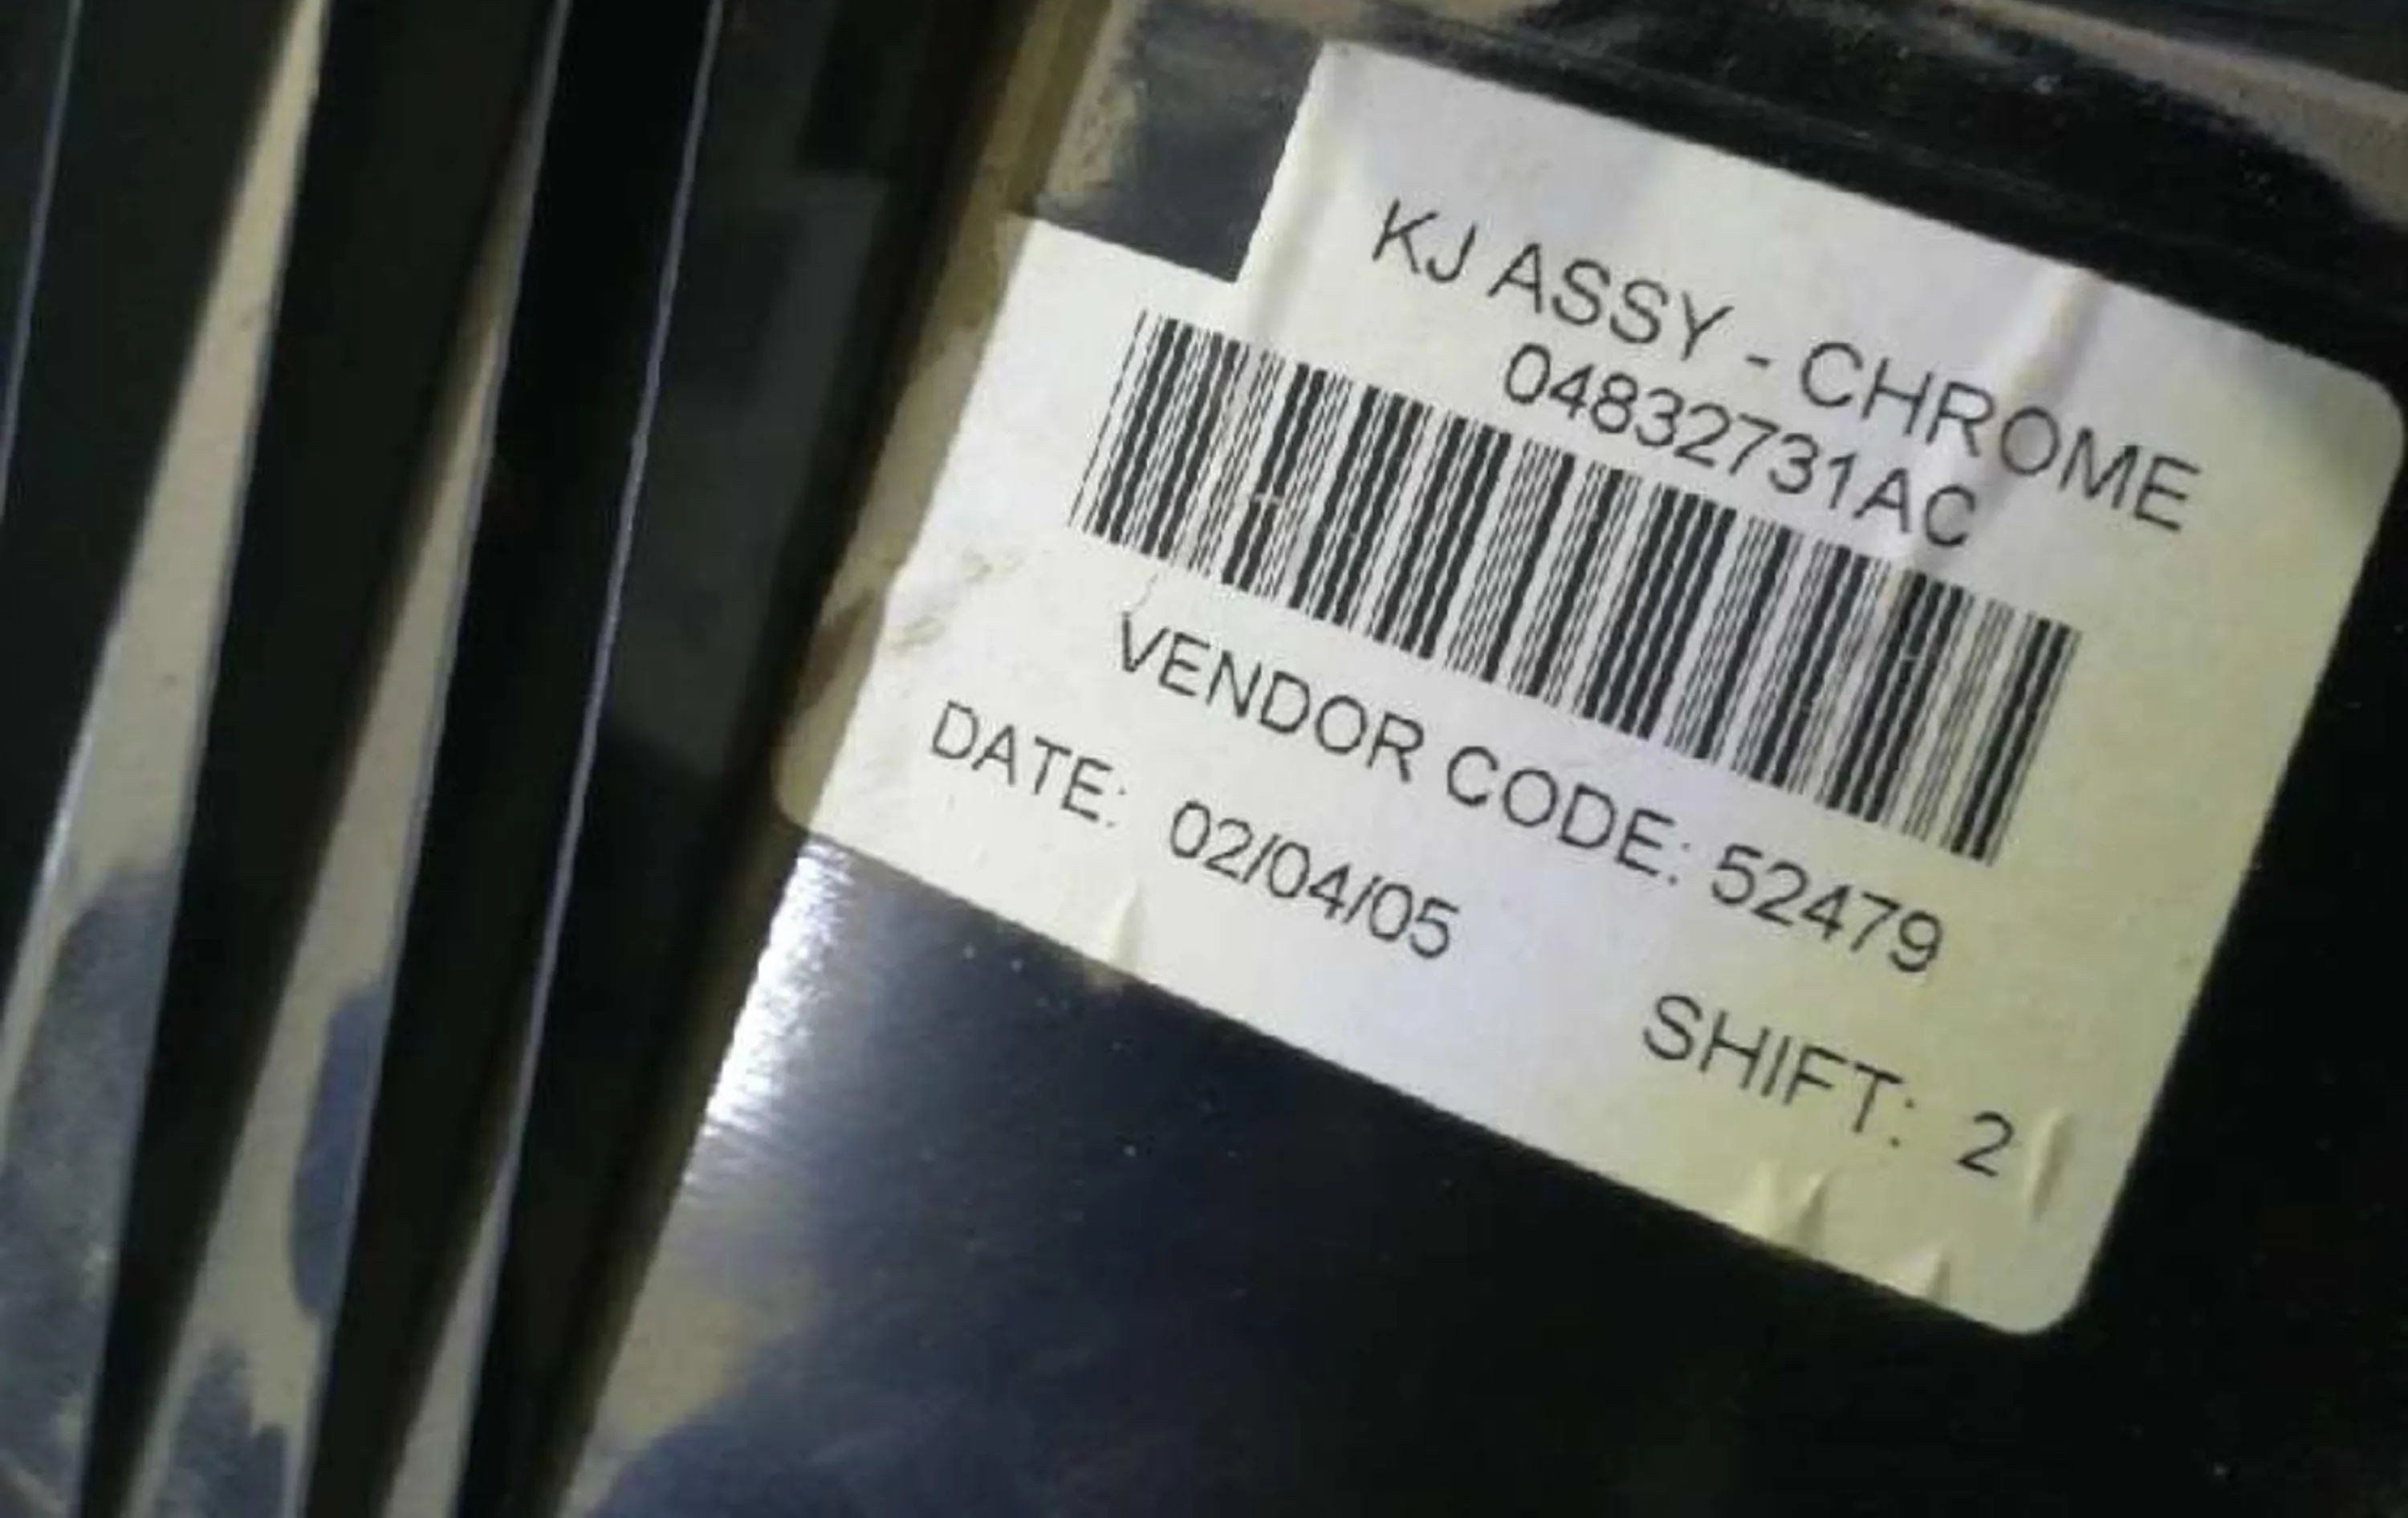 KJ ASSY - CHROME
04832731AC
VENDOR CODE: 52479
DATE: 02/04/05
SHIFT: 2